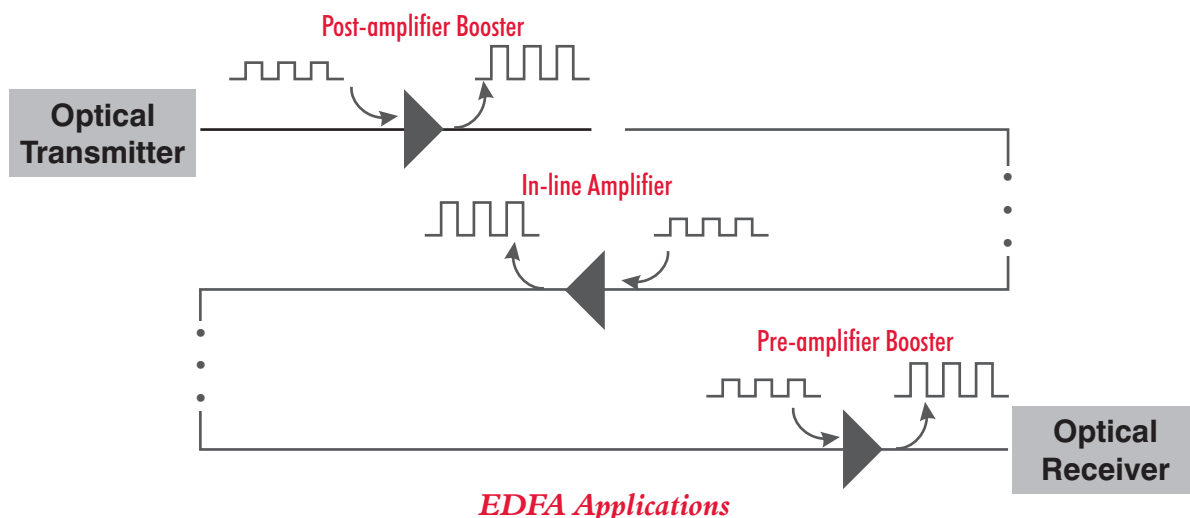 Post-amplifier Booster
Optical
Transmitter
In-line Amplifier
Pre-amplifier Booster
Optical
Receiver
EDFA Applications